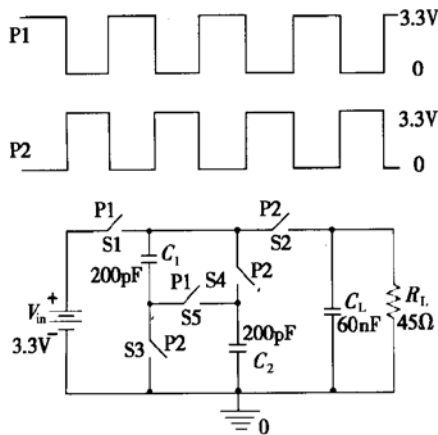 P1
3.3V
0
P2
3.3V
0
P1
S1
P2
S2
C1
200pF
P1
S4
S5
P2
Vin
+
−
3.3V
S3
P2
200pF
C2
CL
60nF
RL
45Ω
0